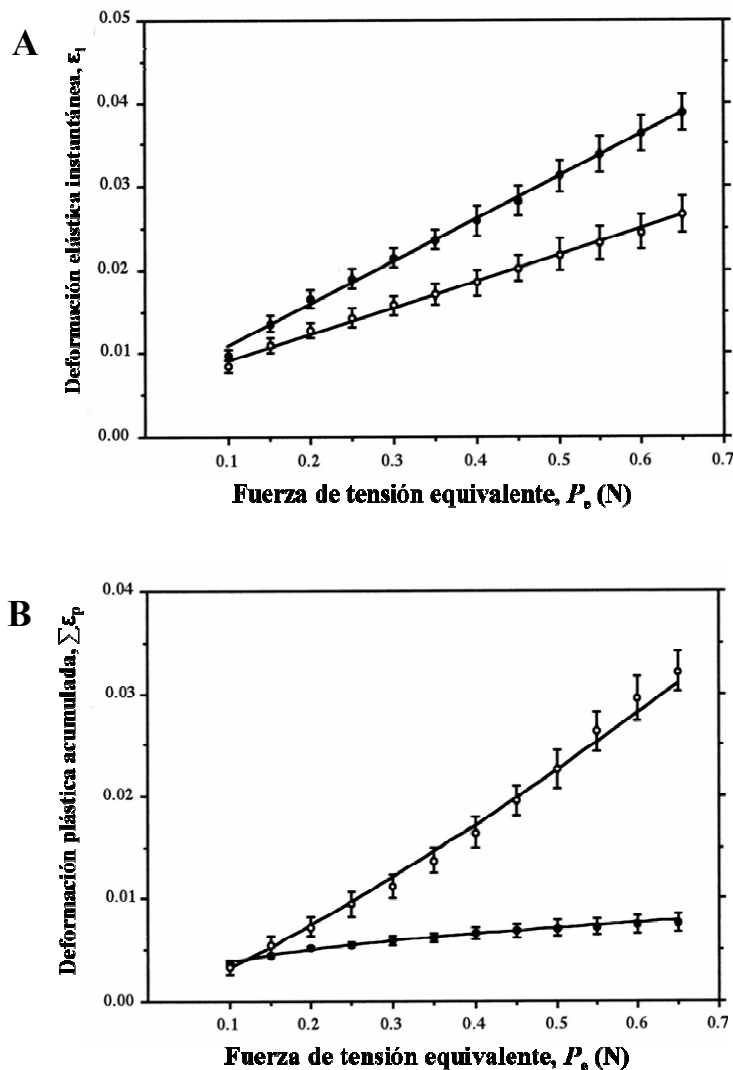 A
Deformación elástica instantánea, εi
0.05
0.04
0.03
0.02
0.01
0.00
0.1 0.2 0.3 0.4 0.5 0.6 0.7
Fuerza de tensión equivalente, Pe (N)
B
Deformación plástica acumulada, ∑εp
0.04
0.03
0.02
0.01
0.00
0.1 0.2 0.3 0.4 0.5 0.6 0.7
Fuerza de tensión equivalente, Pe (N)